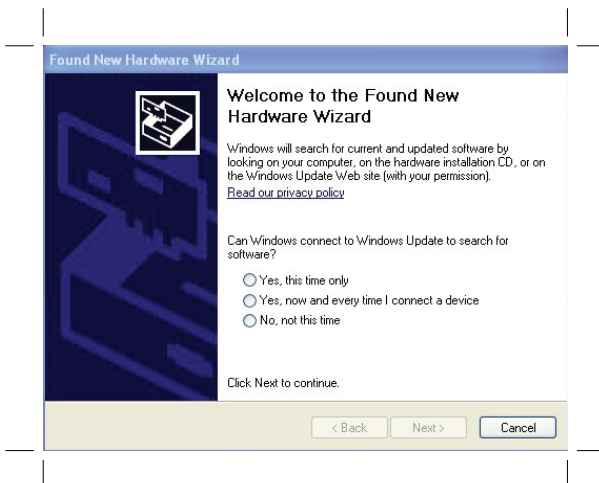 Found New Hardware Wizard
Welcome to the Found New
Hardware Wizard
Windows will search for current and updated software by
looking on your computer, on the hardware installation CD, or on
the Windows Update Web site (with your permission).
Read our privacy policy
Can Windows connect to Windows Update to search for
software?
Yes, this time only
Yes, now and every time I connect a device
No, not this time
Click Next to continue.
< Back
Next >
Cancel